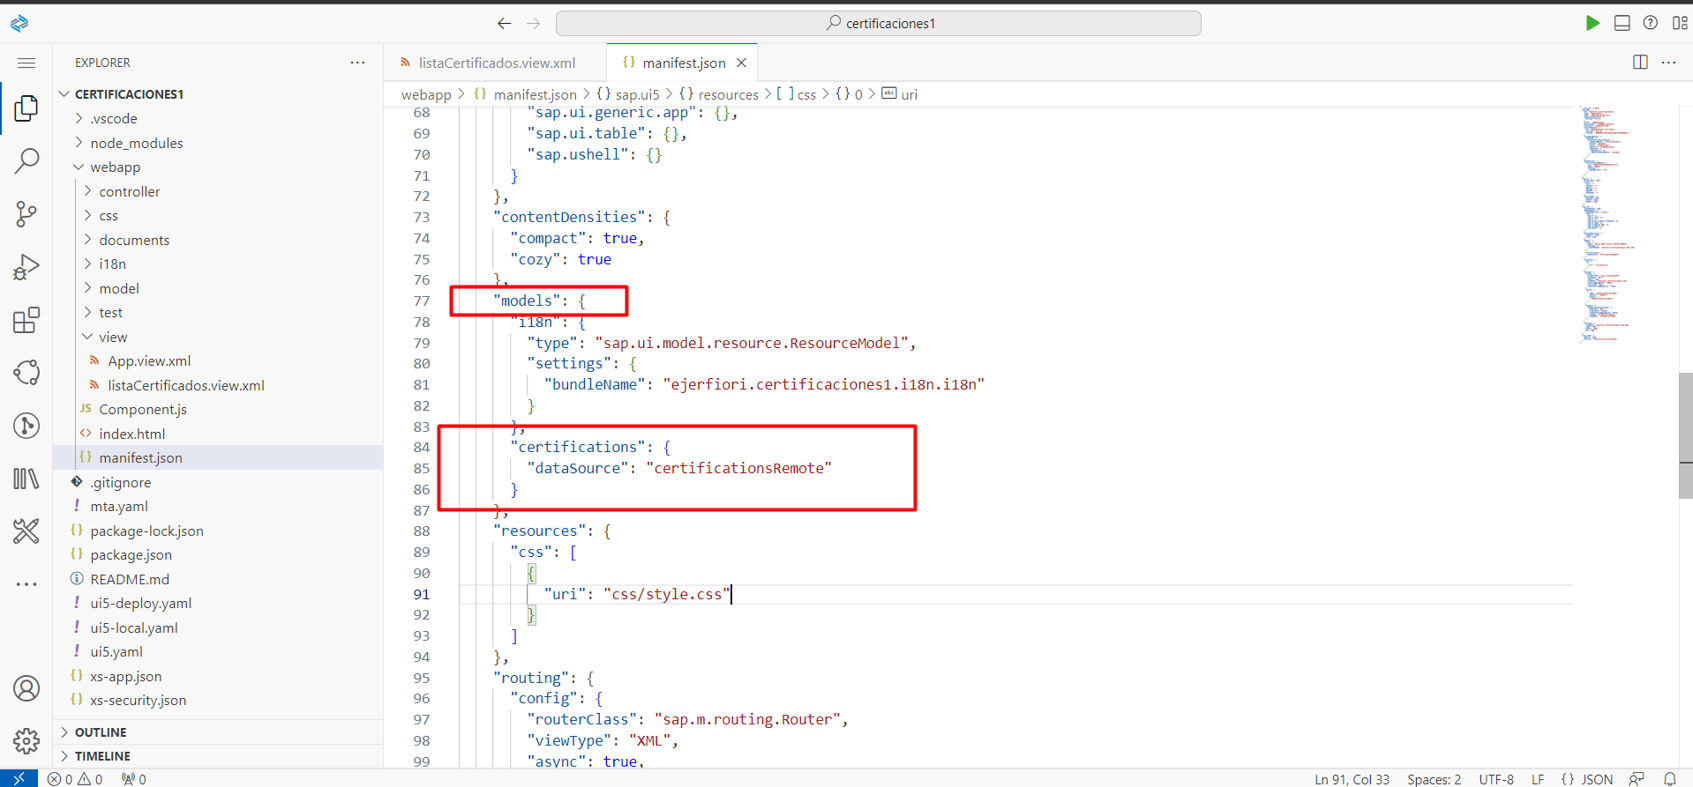 certificaciones1
EXPLORER
listaCertificados.view.xml
{} manifest.json
CERTIFICACIONES1
.vscode
node_modules
webapp
controller
css
documents
i18n
model
test
view
App.view.xml
listaCertificados.view.xml
JS Component.js
<> index.html
{} manifest.json
.gitignore
! mta.yaml
{} package-lock.json
{} package.json
README.md
! ui5-deploy.yaml
! ui5-local.yaml
! ui5.yaml
{} xs-app.json
{} xs-security.json
OUTLINE
TIMELINE
webapp > {} manifest.json > {} sap.ui5 > {} resources > [ ] css > {} 0 > abc uri
68 "sap.ui.generic.app": {},
69 "sap.ui.table": {},
70 "sap.ushell": {}
71 }
72 },
73 "contentDensities": {
74 "compact": true,
75 "cozy": true
76 },
77 "models": {
78 "i18n": {
79 "type": "sap.ui.model.resource.ResourceModel",
80 "settings": {
81 "bundleName": "ejerfiori.certificaciones1.i18n.i18n"
82 }
83 },
84 "certifications": {
85 "dataSource": "certificationsRemote"
86 }
87 },
88 "resources": {
89 "css": [
90 {
91 "uri": "css/style.css"
92 }
93 ]
94 },
95 "routing": {
96 "config": {
97 "routerClass": "sap.m.routing.Router",
98 "viewType": "XML",
99 "async": true,
0 0 0
Ln 91, Col 33 Spaces: 2 UTF-8 LF {} JSON